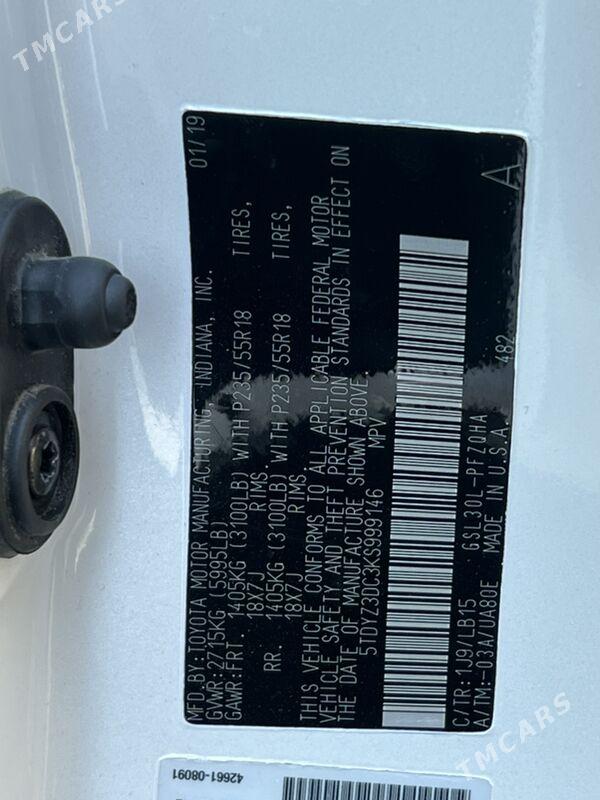 TMCARS
MFD.BY:TOYOTA MOTOR MANUFACTURING, INDIANA, INC. 01/19
GVWR:2715KG (5995LB)
GAWR:FRT. 1405KG (3100LB) WITH P235/55R18 TIRES,
18X7J RIMS.
RR. 1405KG (3100LB) WITH P235/55R18 TIRES,
18X7J RIMS.
THIS VEHICLE CONFORMS TO ALL APPLICABLE FEDERAL MOTOR
VEHICLE SAFETY AND THEFT PREVENTION STANDARDS IN EFFECT ON
THE DATE OF MANUFACTURE SHOWN ABOVE.
5TDYZ3DC3KS999146 MPV
C/TR:1J9/LB15 GSL30L-PFZQHA 482
A/TM:-03A/UA80E MADE IN U.S.A. A
42661-08091
TMCARS